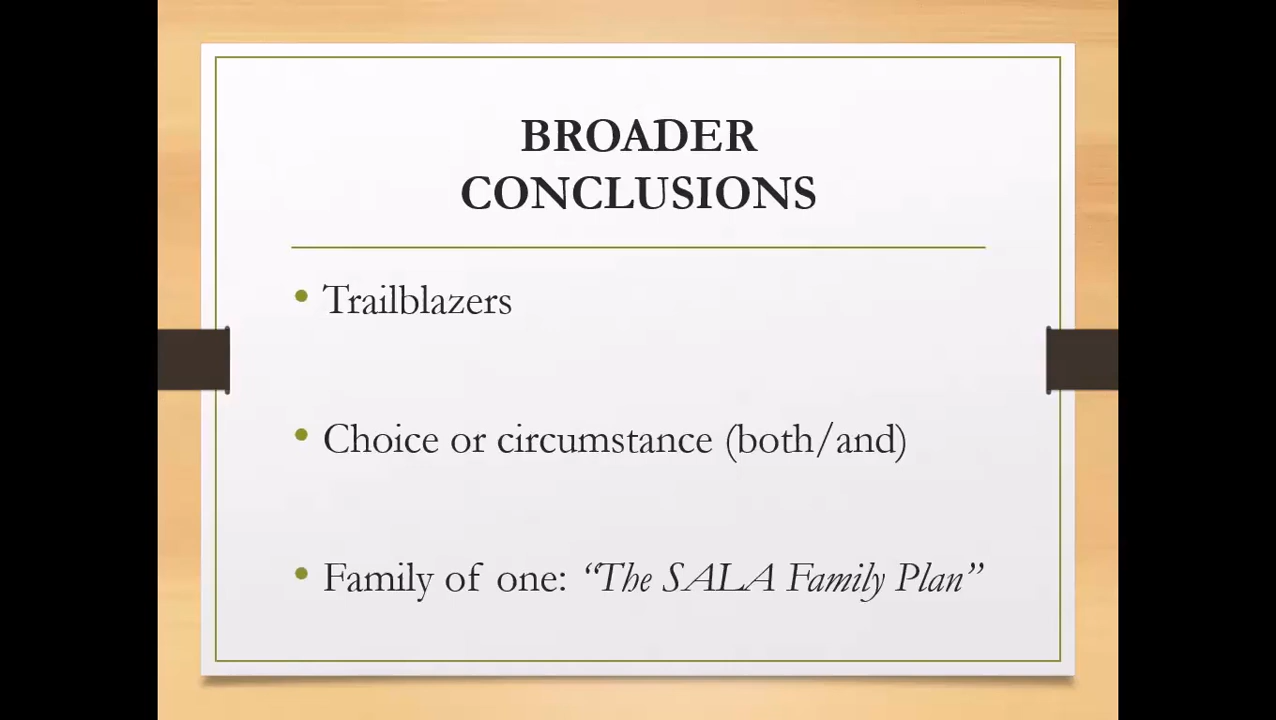 BROADER
CONCLUSIONS
• Trailblazers
• Choice or circumstance (both/and)
• Family of one: “The SALA Family Plan”